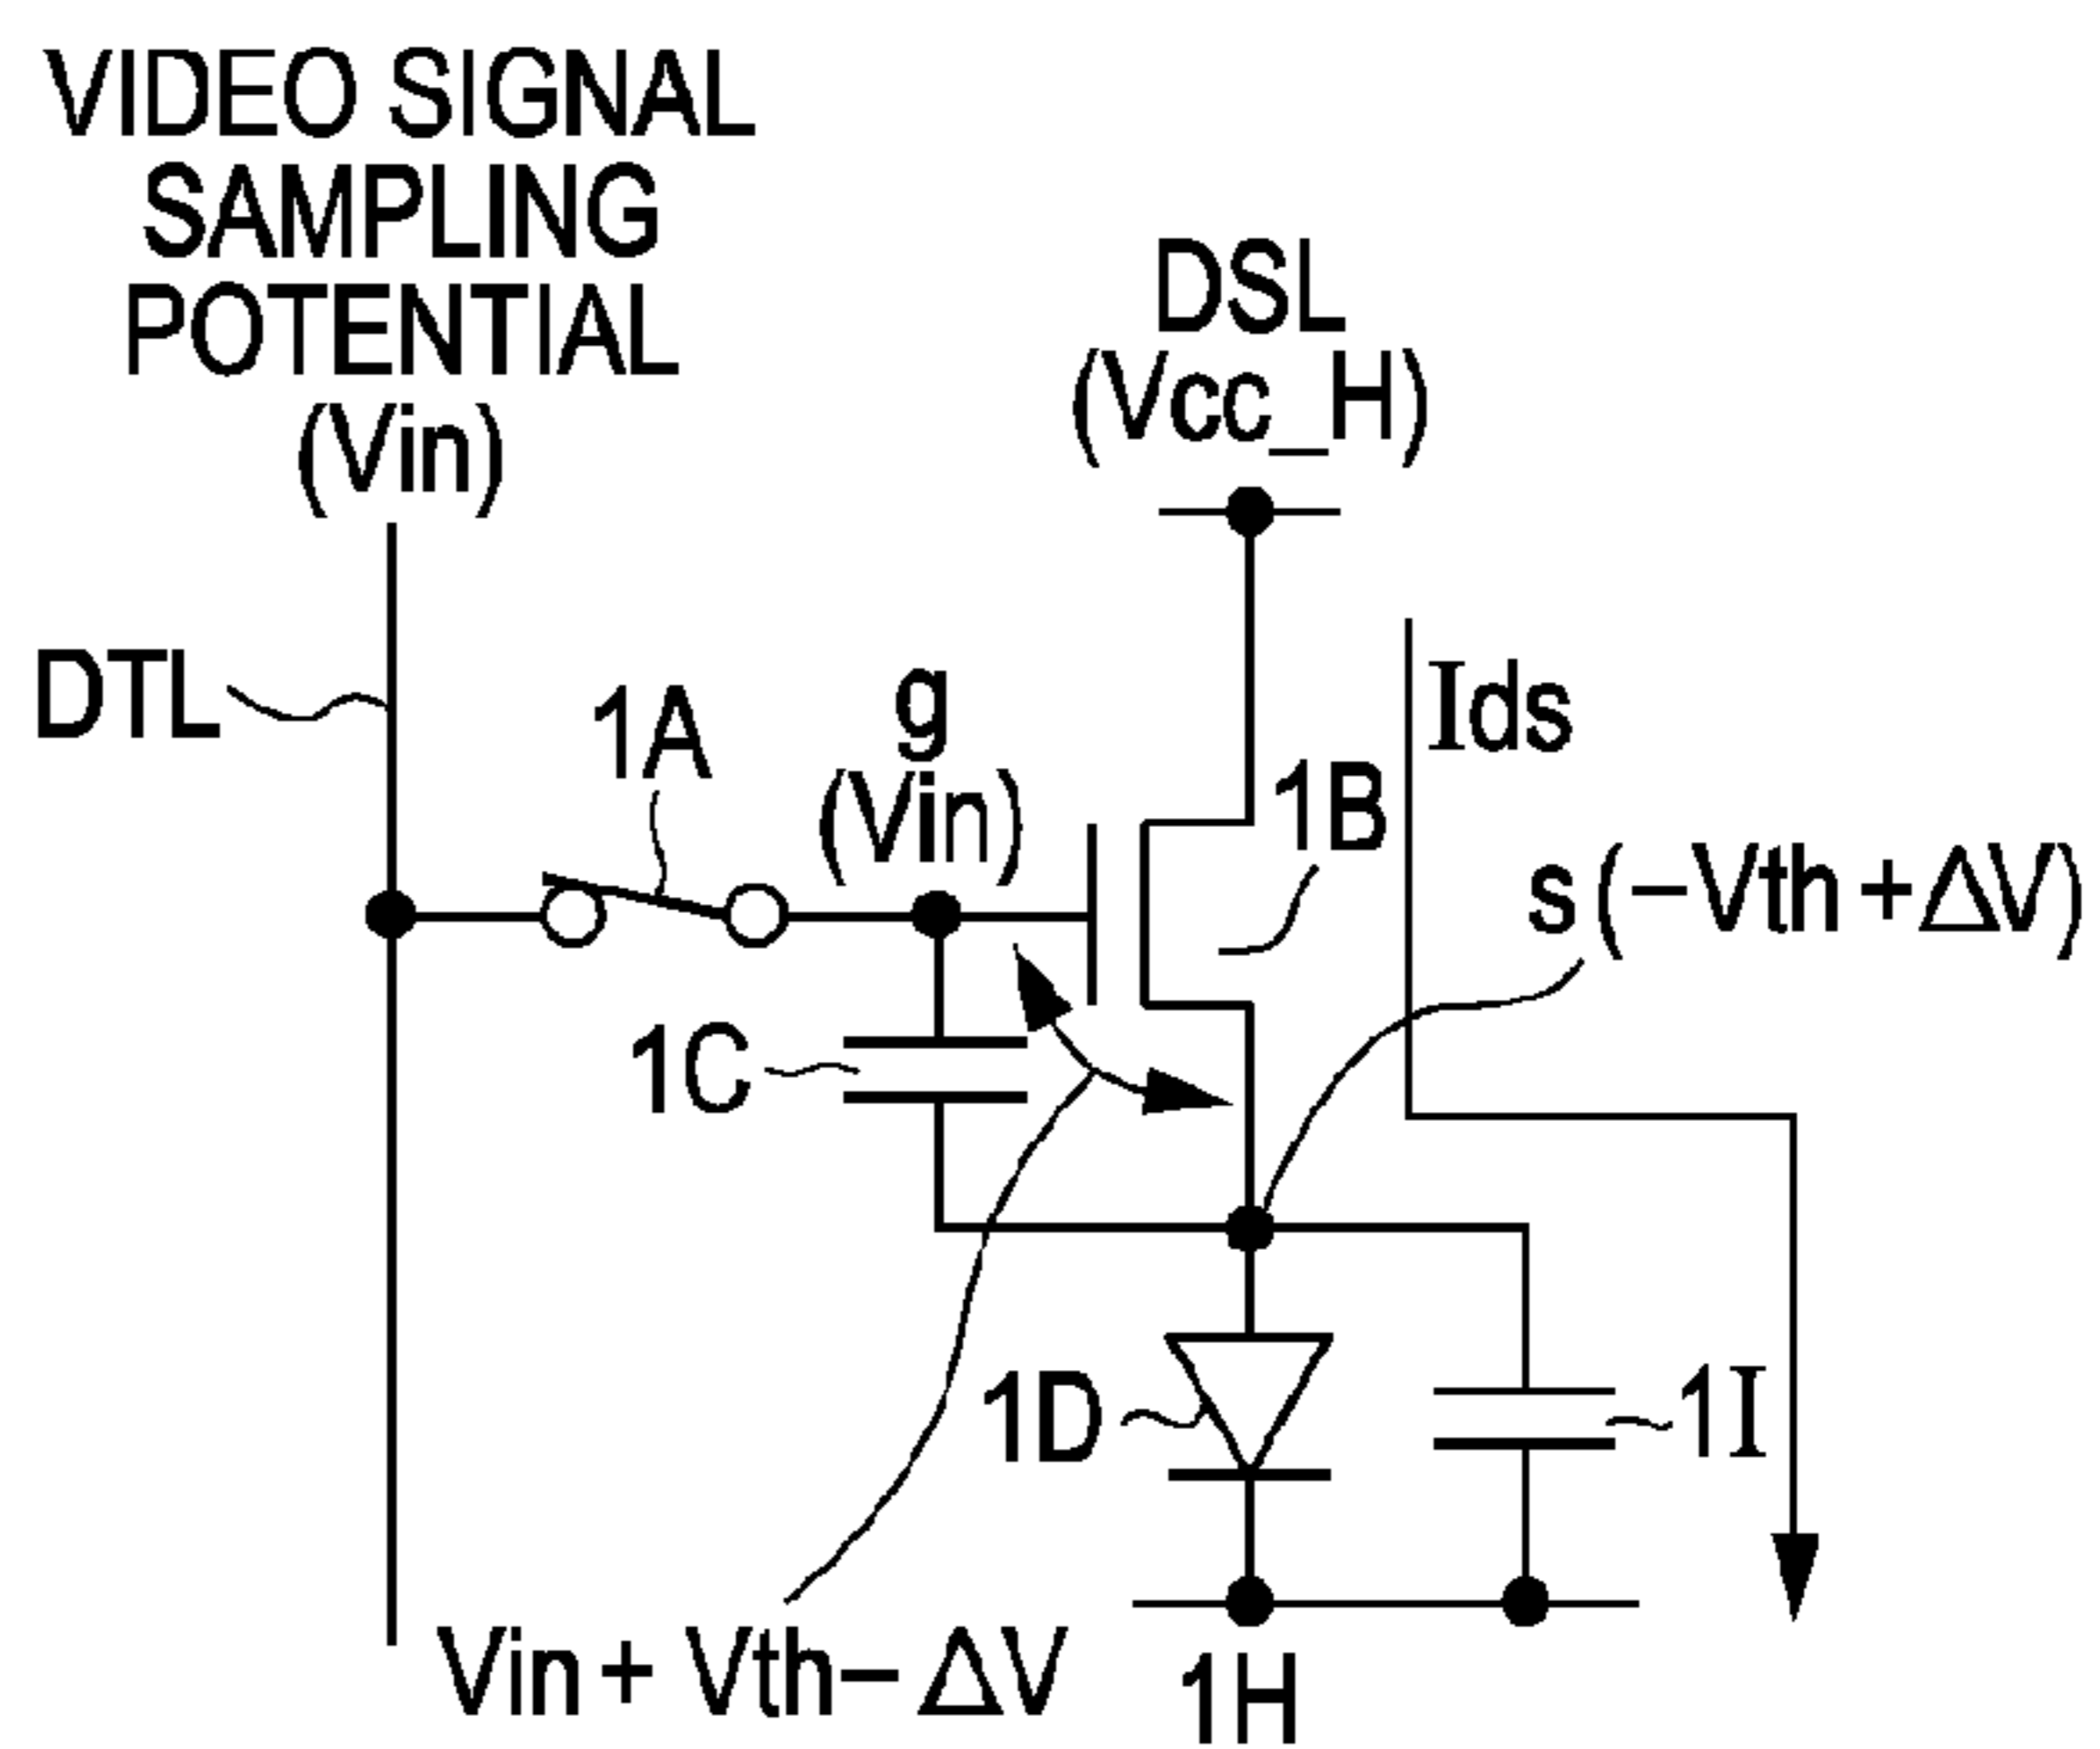 VIDEO SIGNAL
SAMPLING
POTENTIAL
(Vin)
DSL
(Vcc_H)
DTL
1A
g
(Vin)
1B
Ids
s(−Vth+ΔV)
1C
1D
1I
Vin+Vth−ΔV
1H